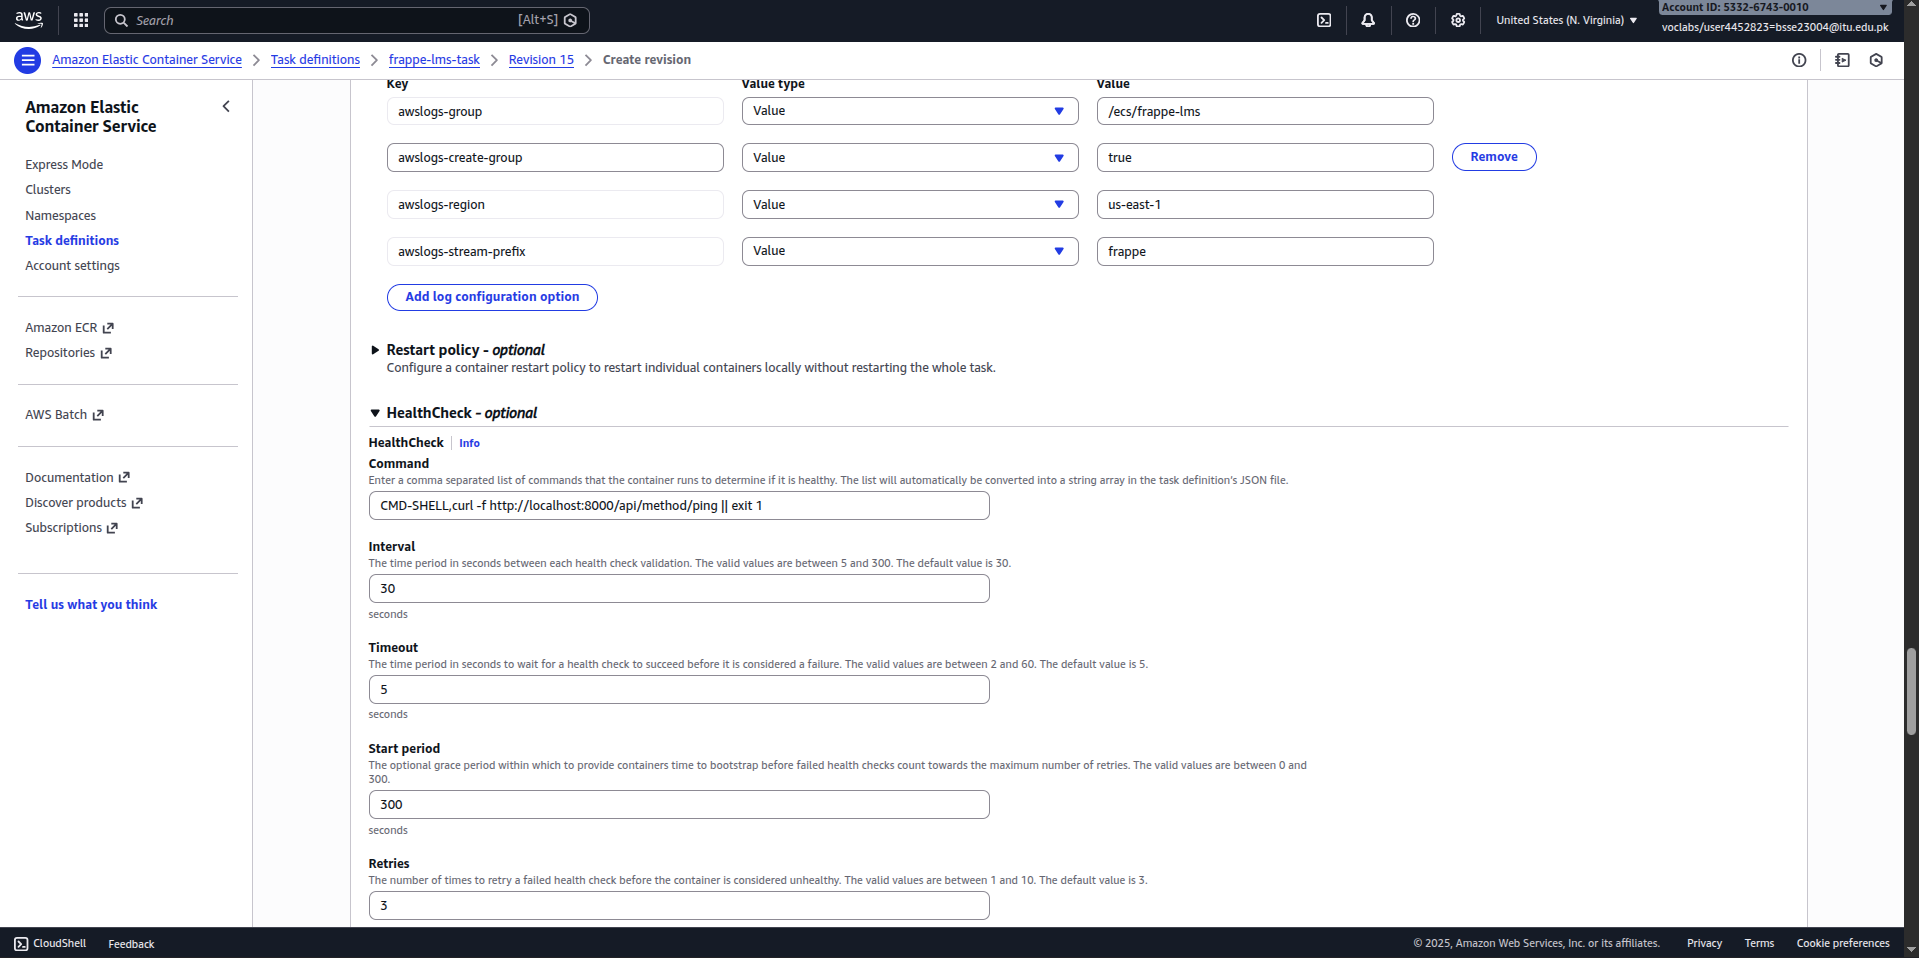 aws
Search [Alt+S]
United States (N. Virginia)
Account ID: 5332-6743-0010
voclabs/user4452823=bsse23004@itu.edu.pk
Amazon Elastic Container Service > Task definitions > frappe-lms-task > Revision 15 > Create revision
Amazon Elastic
Container Service
Express Mode
Clusters
Namespaces
Task definitions
Account settings
Amazon ECR
Repositories
AWS Batch
Documentation
Discover products
Subscriptions
Tell us what you think
Key Value type Value
awslogs-group Value /ecs/frappe-lms
awslogs-create-group Value true Remove
awslogs-region Value us-east-1
awslogs-stream-prefix Value frappe
Add log configuration option
Restart policy - optional
Configure a container restart policy to restart individual containers locally without restarting the whole task.
HealthCheck - optional
HealthCheck Info
Command
Enter a comma separated list of commands that the container runs to determine if it is healthy. The list will automatically be converted into a string array in the task definition's JSON file.
CMD-SHELL,curl -f http://localhost:8000/api/method/ping || exit 1
Interval
The time period in seconds between each health check validation. The valid values are between 5 and 300. The default value is 30.
30
seconds
Timeout
The time period in seconds to wait for a health check to succeed before it is considered a failure. The valid values are between 2 and 60. The default value is 5.
5
seconds
Start period
The optional grace period within which to provide containers time to bootstrap before failed health checks count towards the maximum number of retries. The valid values are between 0 and
300.
300
seconds
Retries
The number of times to retry a failed health check before the container is considered unhealthy. The valid values are between 1 and 10. The default value is 3.
3
CloudShell Feedback © 2025, Amazon Web Services, Inc. or its affiliates. Privacy Terms Cookie preferences